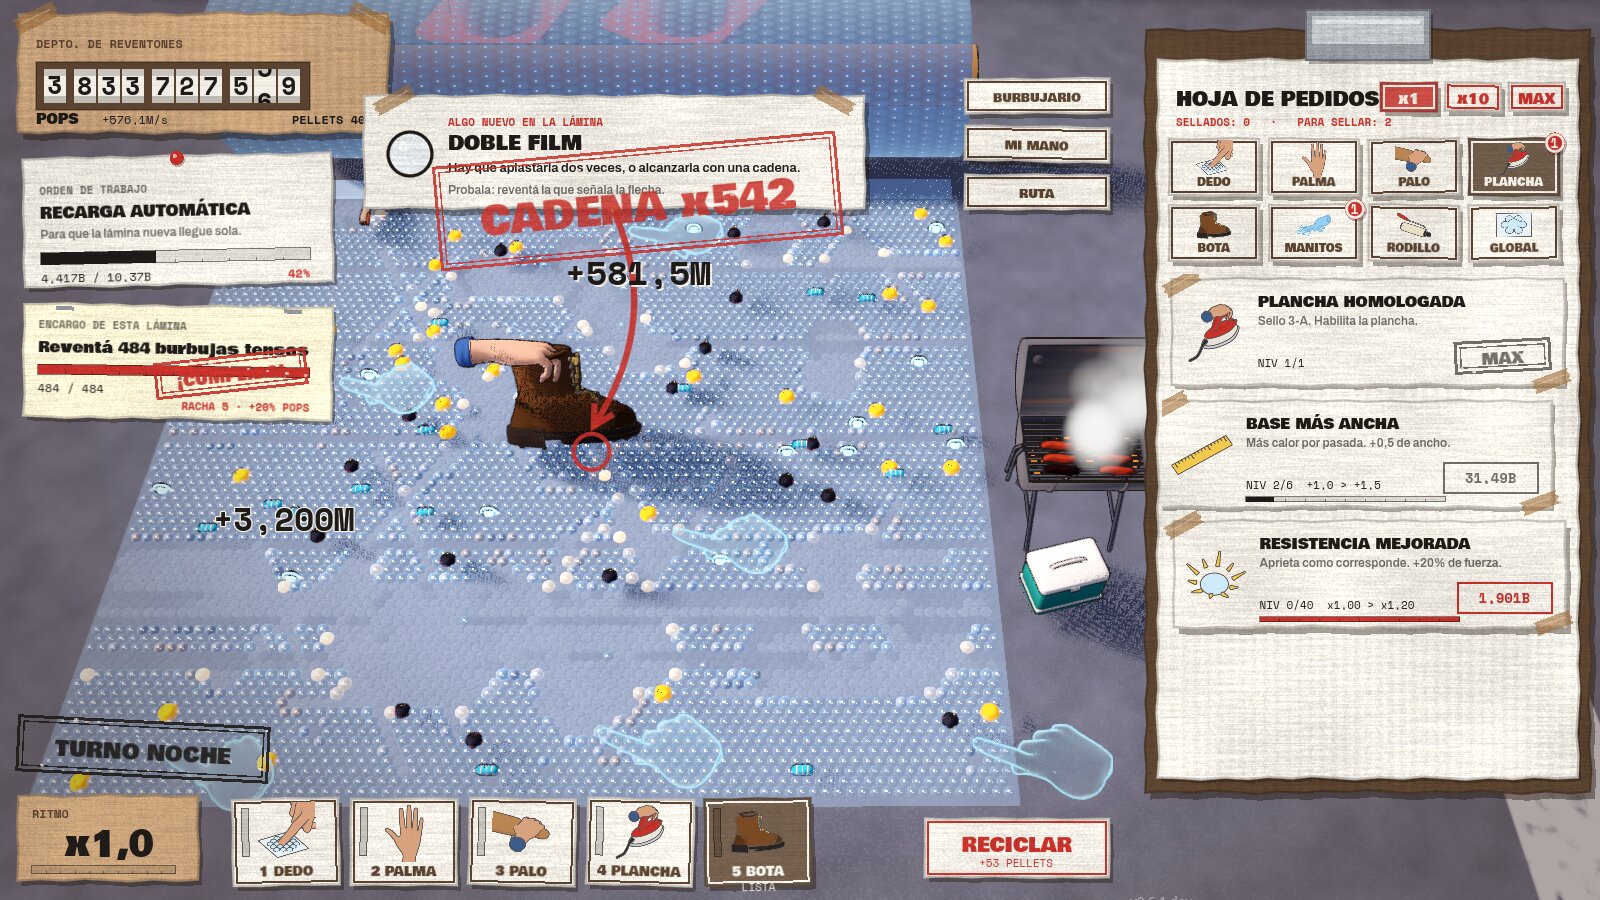 DEPTO. DE REVENTONES
3 833 727 5 9
POPS +576,1M/s PELLETS 40
ORDEN DE TRABAJO
RECARGA AUTOMÁTICA
Para que la lámina nueva llegue sola.
4,417B / 10,37B 42%
ENCARGO DE ESTA LÁMINA
Reventá 484 burbujas tensas
484 / 484
RACHA 5 · +20% POPS
ALGO NUEVO EN LA LÁMINA
DOBLE FILM
Hay que aplastarla dos veces, o alcanzarla con una cadena.
Probala: reventá la que señala la flecha.
CADENA x542
+581,5M
+3,200M
BURBUJARIO
MI MANO
RUTA
HOJA DE PEDIDOS x1 x10 MAX
SELLADOS: 0 · PARA SELLAR: 2
DEDO PALMA PALO PLANCHA 1
BOTA MANITOS 1 RODILLO GLOBAL
PLANCHA HOMOLOGADA
Sello 3-A. Habilita la plancha.
NIV 1/1 MAX
BASE MÁS ANCHA
Más calor por pasada. +0,5 de ancho.
NIV 2/6 +1,0 > +1,5 31,49B
RESISTENCIA MEJORADA
Aprieta como corresponde. +20% de fuerza.
NIV 0/40 x1,00 > x1,20 1,901B
TURNO NOCHE
RITMO
x1,0
1 DEDO 2 PALMA 3 PALO 4 PLANCHA 5 BOTA
LISTA
RECICLAR
+53 PELLETS